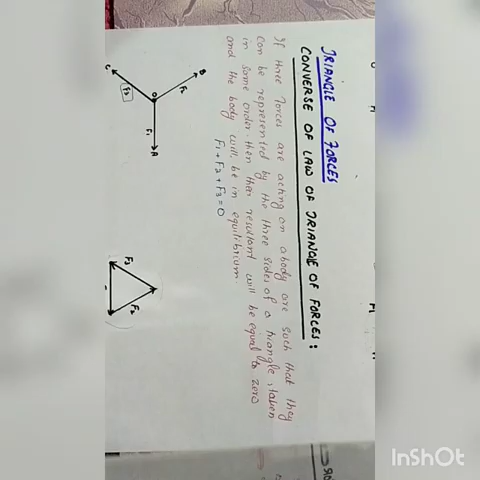 TRIANGLE OF FORCES
CONVERSE OF LAW OF TRIANGLE OF FORCES:
If three forces are acting on a body are such that they
can be represented by the three sides of a triangle, taken
in same order. then their resultant will be equal to zero
and the body will be in equilibrium.
F1 + F2 + F3 = 0
B
F2
O
F1
A
F3
C
F3
F2
InShOt